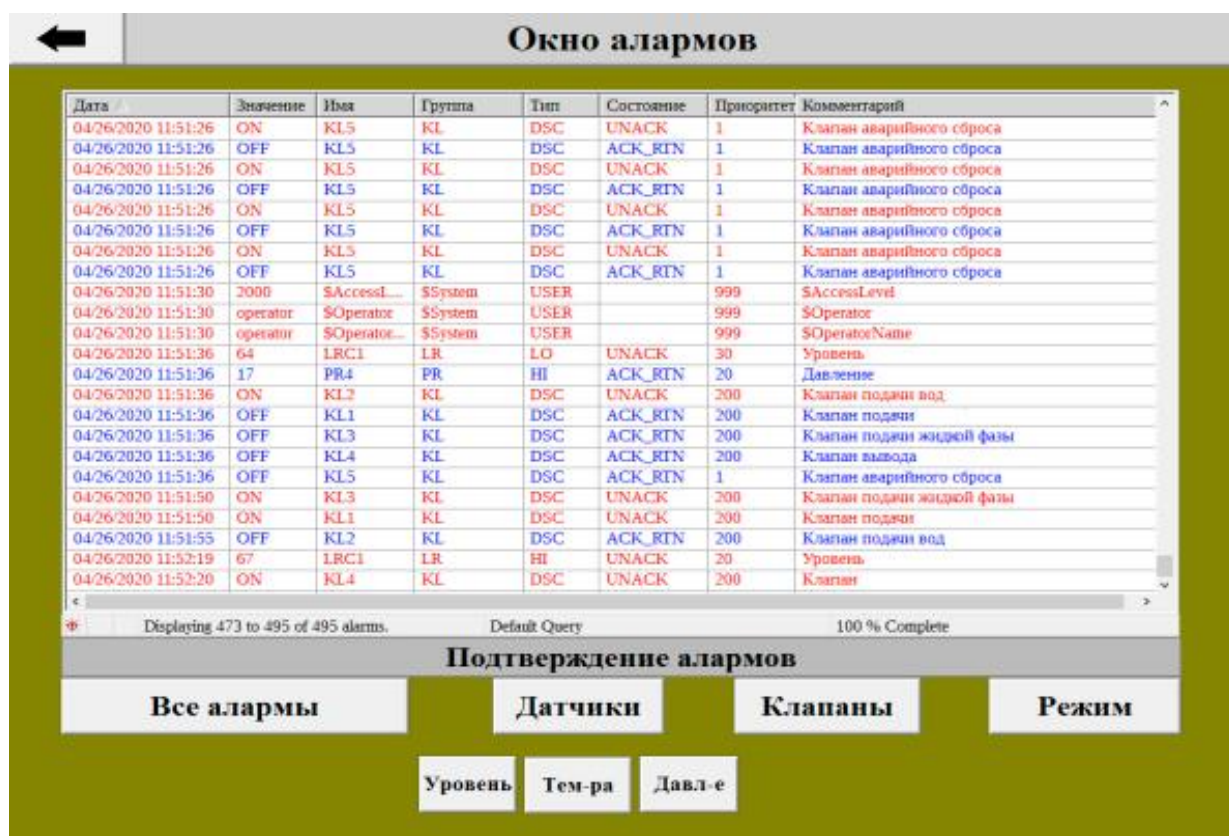 Окно алармов
Дата Значение Имя Группа Тип Состояние Приоритет Комментарий
04/26/2020 11:51:26 ON KL5 KL DSC UNACK 1 Клапан аварийного сброса
04/26/2020 11:51:26 OFF KL5 KL DSC ACK_RTN 1 Клапан аварийного сброса
04/26/2020 11:51:26 ON KL5 KL DSC UNACK 1 Клапан аварийного сброса
04/26/2020 11:51:26 OFF KL5 KL DSC ACK_RTN 1 Клапан аварийного сброса
04/26/2020 11:51:26 ON KL5 KL DSC UNACK 1 Клапан аварийного сброса
04/26/2020 11:51:26 OFF KL5 KL DSC ACK_RTN 1 Клапан аварийного сброса
04/26/2020 11:51:26 ON KL5 KL DSC UNACK 1 Клапан аварийного сброса
04/26/2020 11:51:26 OFF KL5 KL DSC ACK_RTN 1 Клапан аварийного сброса
04/26/2020 11:51:30 2000 $AccessL... $System USER 999 $AccessLevel
04/26/2020 11:51:30 operator $Operator $System USER 999 $Operator
04/26/2020 11:51:30 operator $Operator... $System USER 999 $OperatorName
04/26/2020 11:51:36 64 LRC1 LR LO UNACK 30 Уровень
04/26/2020 11:51:36 17 PR4 PR HI ACK_RTN 20 Давление
04/26/2020 11:51:36 ON KL2 KL DSC UNACK 200 Клапан подачи вод
04/26/2020 11:51:36 OFF KL1 KL DSC ACK_RTN 200 Клапан подачи
04/26/2020 11:51:36 OFF KL3 KL DSC ACK_RTN 200 Клапан подачи жидкой фазы
04/26/2020 11:51:36 OFF KL4 KL DSC ACK_RTN 200 Клапан вывода
04/26/2020 11:51:36 OFF KL5 KL DSC ACK_RTN 1 Клапан аварийного сброса
04/26/2020 11:51:50 ON KL3 KL DSC UNACK 200 Клапан подачи жидкой фазы
04/26/2020 11:51:50 ON KL1 KL DSC UNACK 200 Клапан подачи
04/26/2020 11:51:55 OFF KL2 KL DSC ACK_RTN 200 Клапан подачи вод
04/26/2020 11:52:19 67 LRC1 LR HI UNACK 20 Уровень
04/26/2020 11:52:20 ON KL4 KL DSC UNACK 200 Клапан
Displaying 473 to 495 of 495 alarms. Default Query 100 % Complete
Подтверждение алармов
Все алармы Датчики Клапаны Режим
Уровень Тем-ра Давл-е